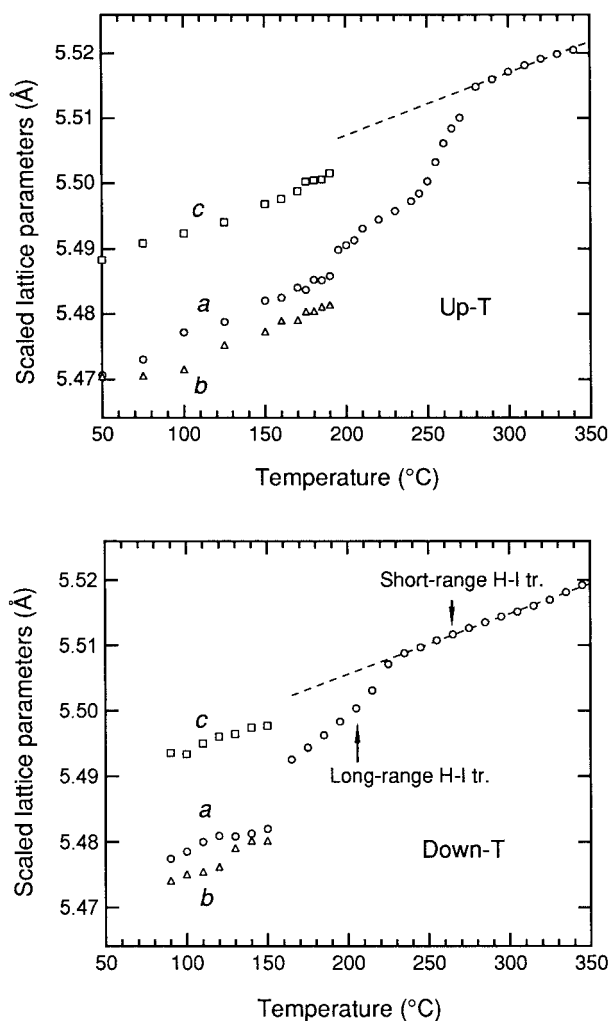 Scaled lattice parameters (Å)
5.52
5.51
5.50
5.49
5.48
5.47
c
a
b
Up-T
50 100 150 200 250 300 350
Temperature (°C)
Scaled lattice parameters (Å)
5.52
5.51
5.50
5.49
5.48
5.47
Short-range H-I tr.
c
Long-range H-I tr.
a
b
Down-T
50 100 150 200 250 300 350
Temperature (°C)